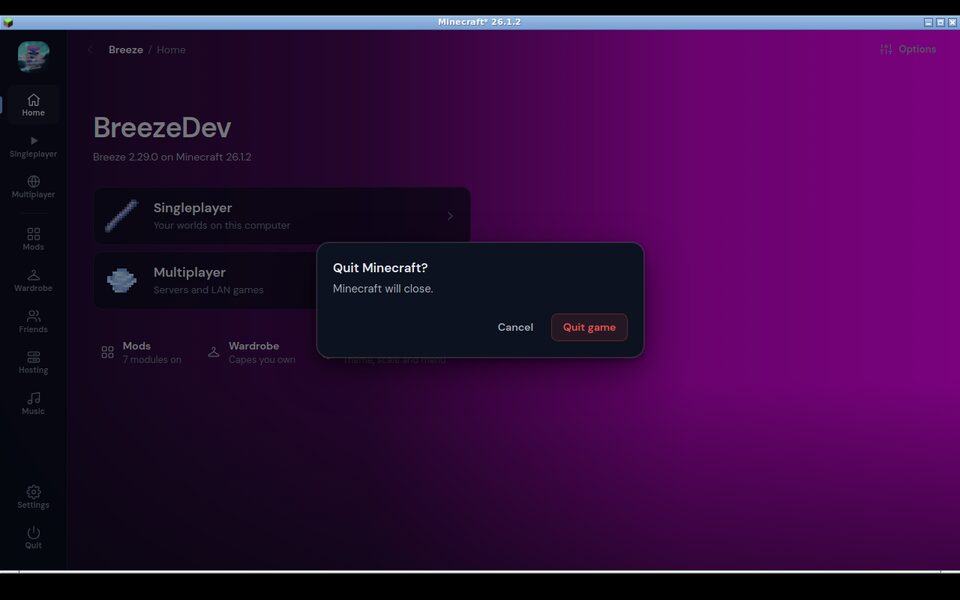 Minecraft* 26.1.2
Breeze / Home
Options
Home
Singleplayer
Multiplayer
Mods
Wardrobe
Friends
Hosting
Music
Settings
Quit
BreezeDev
Breeze 2.29.0 on Minecraft 26.1.2
Singleplayer
Your worlds on this computer
Multiplayer
Servers and LAN games
Mods
7 modules on
Wardrobe
Capes you own
Theme, scale and menu
Quit Minecraft?
Minecraft will close.
Cancel
Quit game